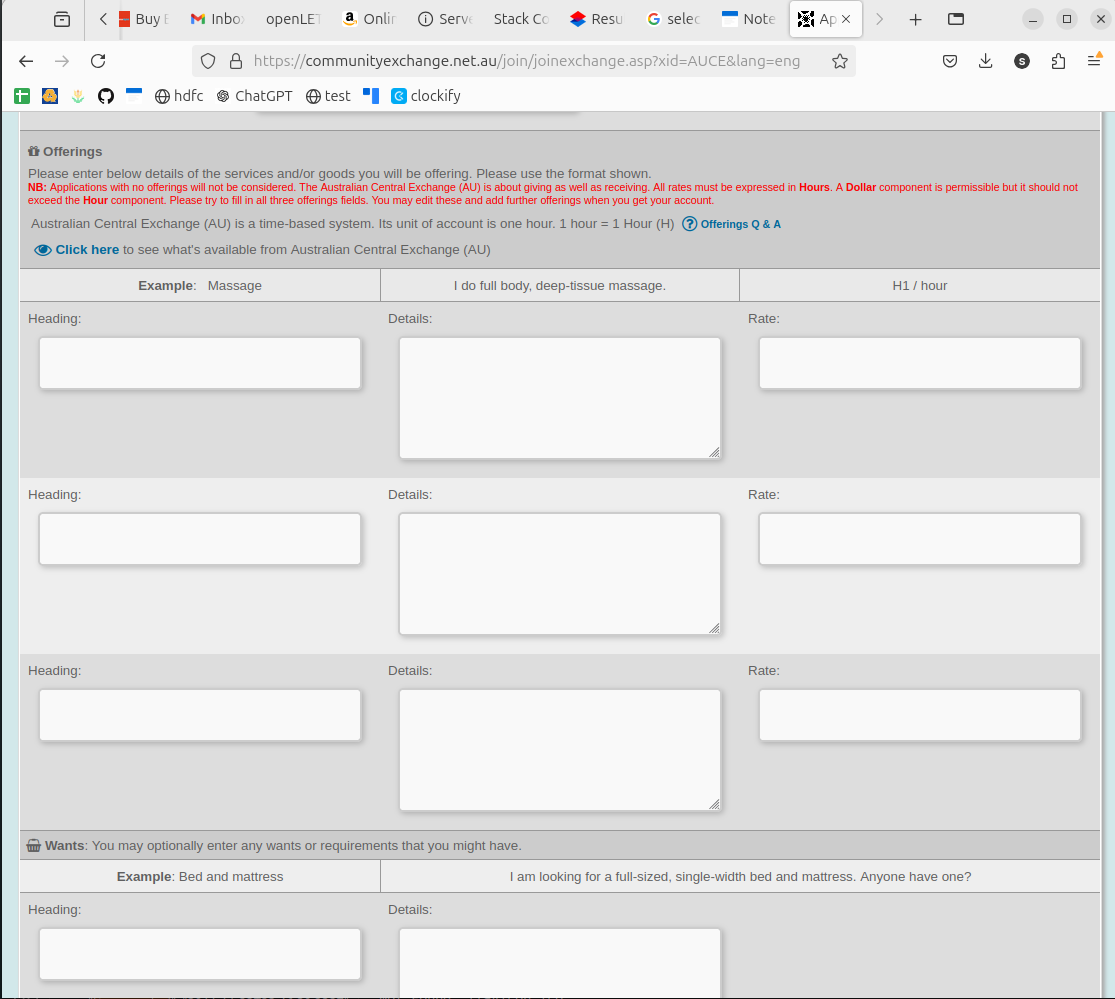 Buy E
Inbo
openLET
Onlin
Serve
Stack Co
Resu
selec
Note
Ap
https://communityexchange.net.au/join/joinexchange.asp?xid=AUCE&lang=eng
S
hdfc
ChatGPT
test
clockify
Offerings
Please enter below details of the services and/or goods you will be offering. Please use the format shown.
NB: Applications with no offerings will not be considered. The Australian Central Exchange (AU) is about giving as well as receiving. All rates must be expressed in Hours. A Dollar component is permissible but it should not
exceed the Hour component. Please try to fill in all three offerings fields. You may edit these and add further offerings when you get your account.
Australian Central Exchange (AU) is a time-based system. Its unit of account is one hour. 1 hour = 1 Hour (H) ? Offerings Q & A
Click here to see what's available from Australian Central Exchange (AU)
Example: Massage
I do full body, deep-tissue massage.
H1 / hour
Heading:
Details:
Rate:
Heading:
Details:
Rate:
Heading:
Details:
Rate:
Wants: You may optionally enter any wants or requirements that you might have.
Example: Bed and mattress
I am looking for a full-sized, single-width bed and mattress. Anyone have one?
Heading:
Details: